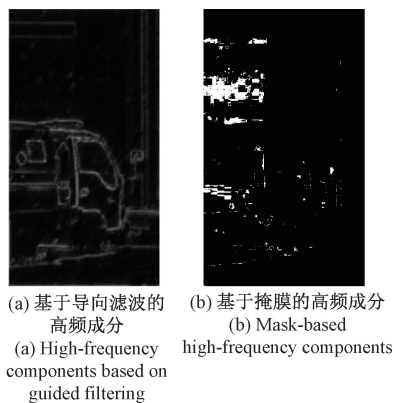 (a) 基于导向滤波的
高频成分
(a) High-frequency
components based on
guided filtering
(b) 基于掩膜的高频成分
(b) Mask-based
high-frequency components